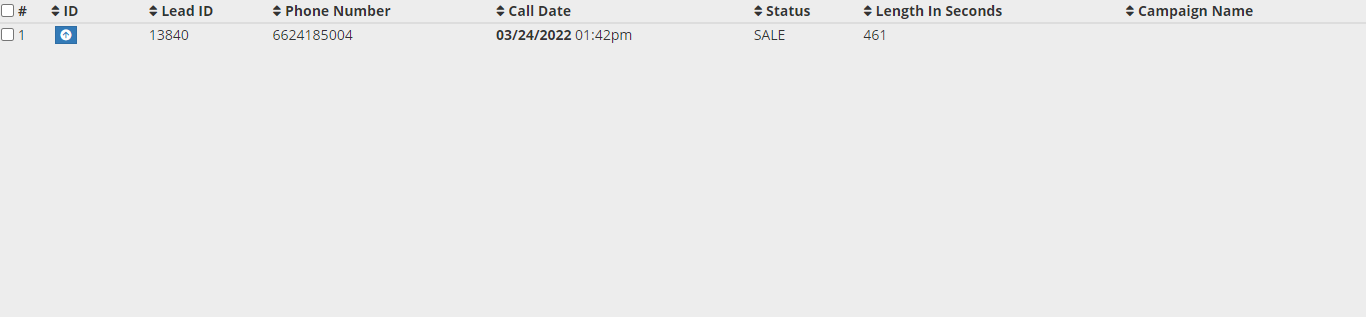 # ID Lead ID Phone Number Call Date Status Length In Seconds Campaign Name
1 13840 6624185004 03/24/2022 01:42pm SALE 461